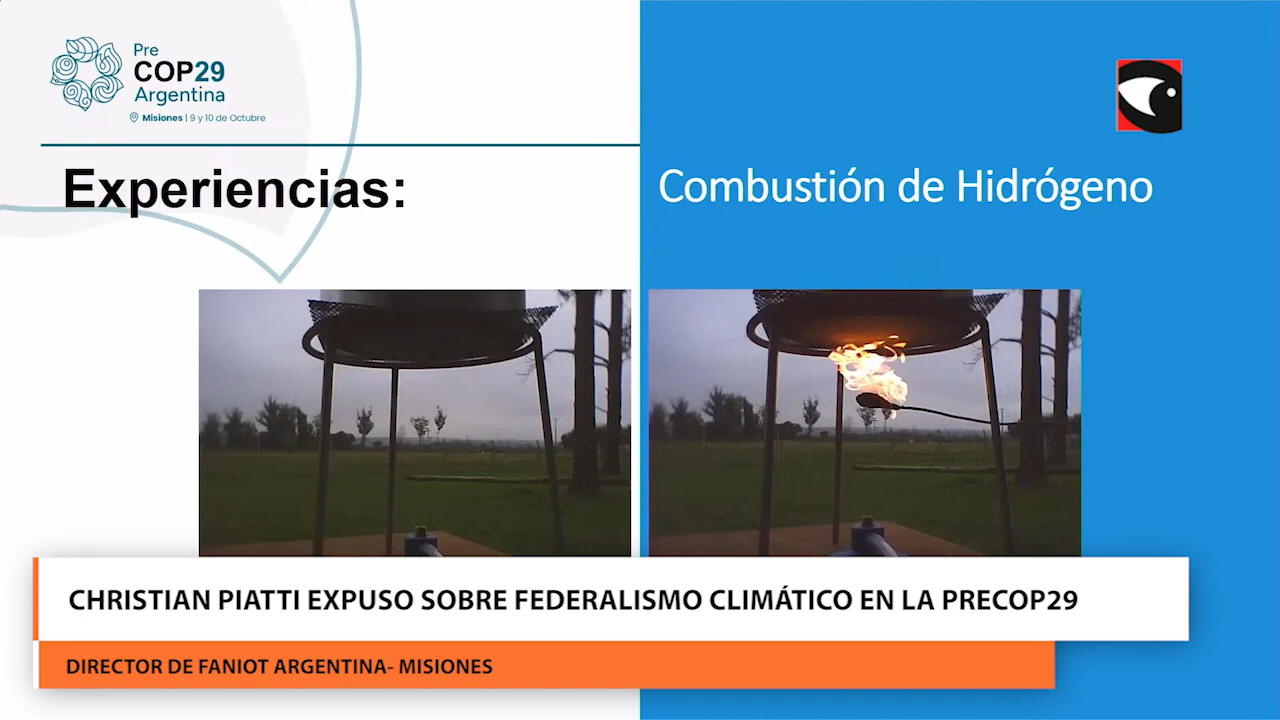 Pre
COP29
Argentina
Misiones | 9 y 10 de Octubre
Experiencias:
Combustión de Hidrógeno
CHRISTIAN PIATTI EXPUSO SOBRE FEDERALISMO CLIMÁTICO EN LA PRECOP29
DIRECTOR DE FANIOT ARGENTINA- MISIONES